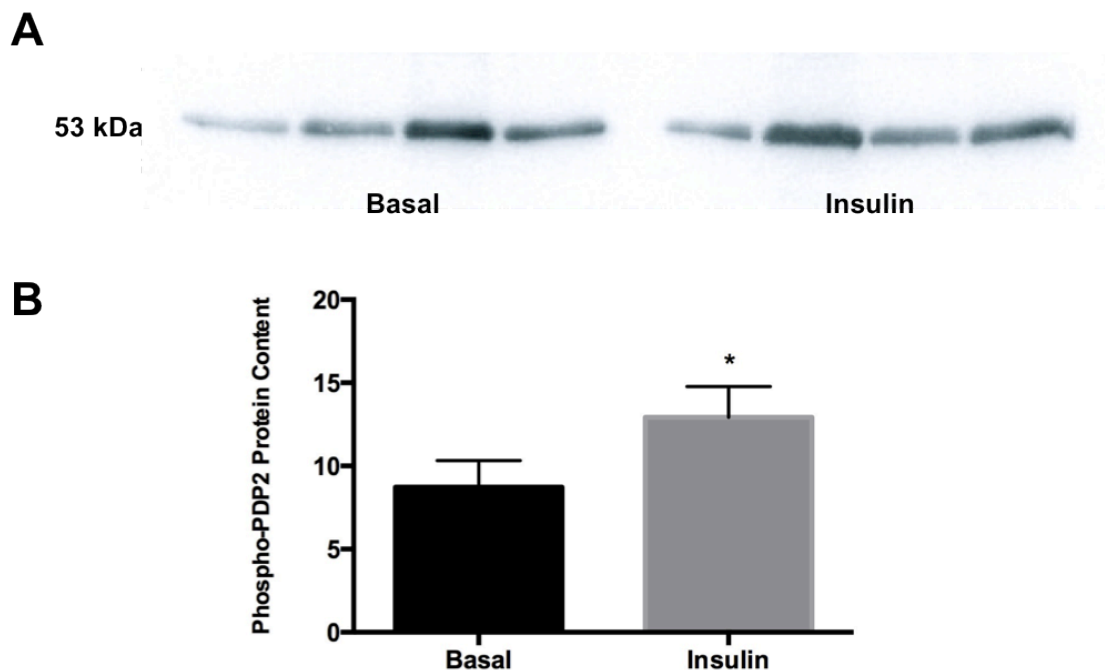 A
53 kDa
Basal Insulin
B
Phospho-PDP2 Protein Content
20
15
10
5
0
*
Basal Insulin